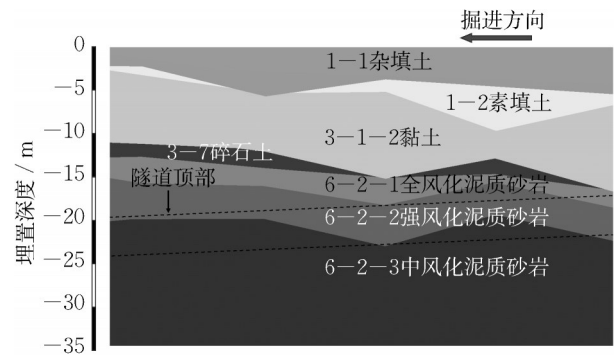 掘进方向
0
1-1杂填土
-5
1-2素填土
-10
3-1-2黏土
3-7碎石土
-15
隧道顶部
6-2-1全风化泥质砂岩
-20
6-2-2强风化泥质砂岩
-25
6-2-3中风化泥质砂岩
-30
-35
埋置深度/m